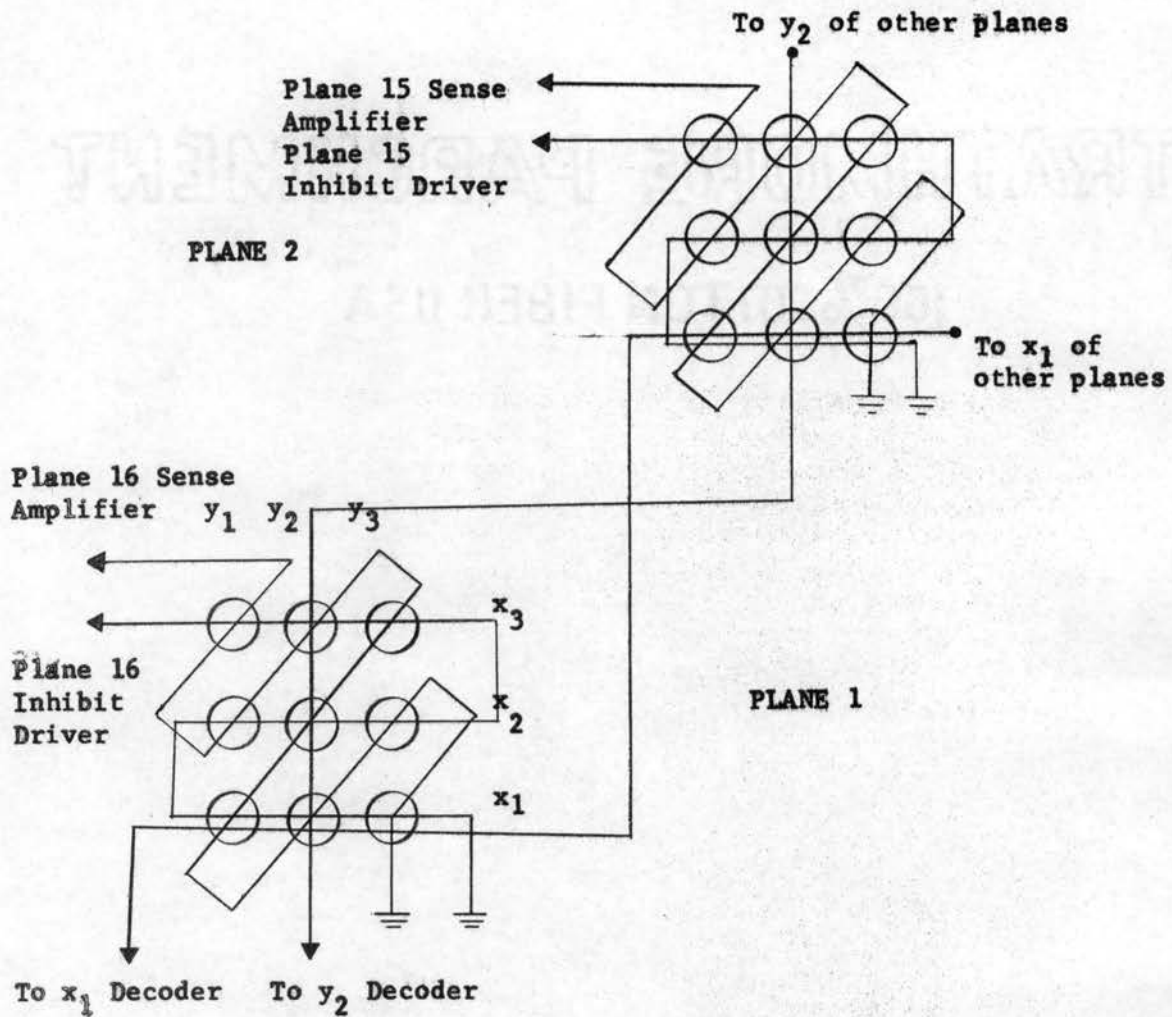 To y₂ of other planes
Plane 15 Sense
Amplifier
Plane 15
Inhibit Driver
PLANE 2
To x₁ of
other planes
Plane 16 Sense
Amplifier y₁ y₂ y₃
x₃
Plane 16
Inhibit
Driver
x₂
PLANE 1
x₁
To x₁ Decoder To y₂ Decoder